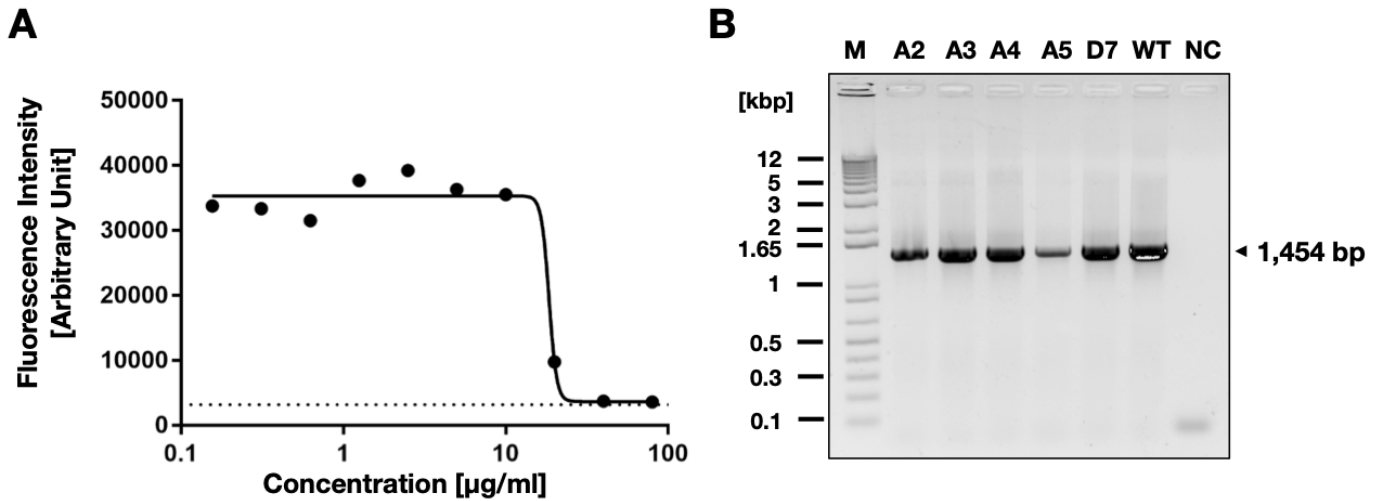 A
Fluorescence Intensity
[Arbitrary Unit]
50000
40000
30000
20000
10000
0
0.1 1 10 100
Concentration [µg/ml]
B
M A2 A3 A4 A5 D7 WT NC
[kbp]
12
5
3
2
1.65
1
0.5
0.3
0.1
1,454 bp